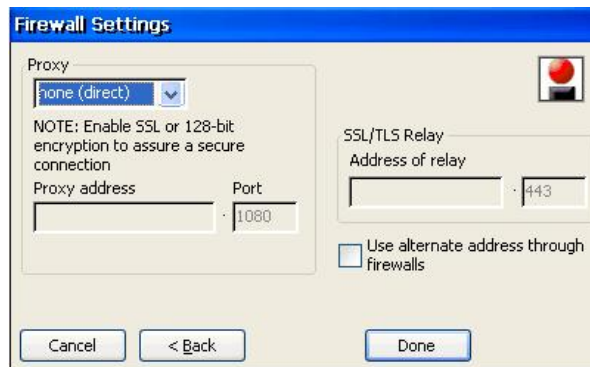 Firewall Settings
Proxy
none (direct)
NOTE: Enable SSL or 128-bit
encryption to assure a secure
connection
Proxy address
Port
1080
SSL/TLS Relay
Address of relay
443
Use alternate address through
firewalls
Cancel
< Back
Done